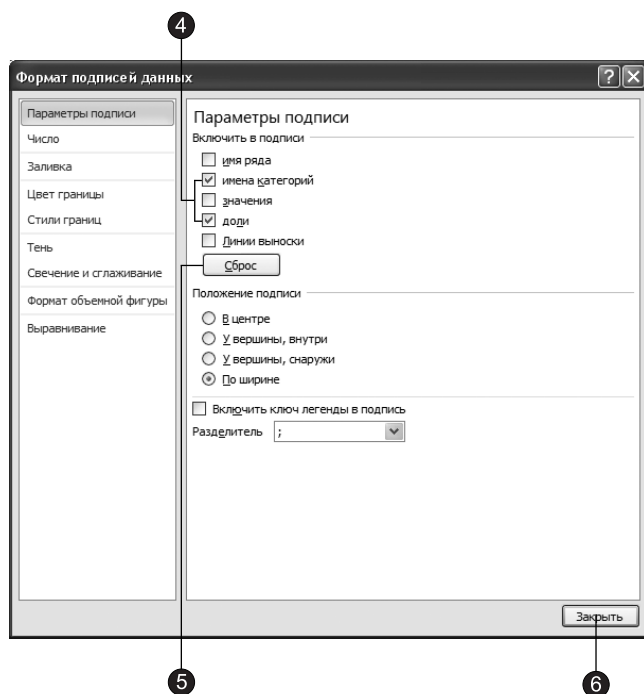 4
Формат подписей данных
Параметры подписи
Число
Заливка
Цвет границы
Стили границ
Тень
Свечение и сглаживание
Формат объемной фигуры
Выравнивание
Параметры подписи
Включить в подписи
имя ряда
имена категорий
значения
доли
Линии выноски
Сброс
Положение подписи
В центре
У вершины, внутри
У вершины, снаружи
По ширине
Включить ключ легенды в подпись
Разделитель ;
Закрыть
5
6